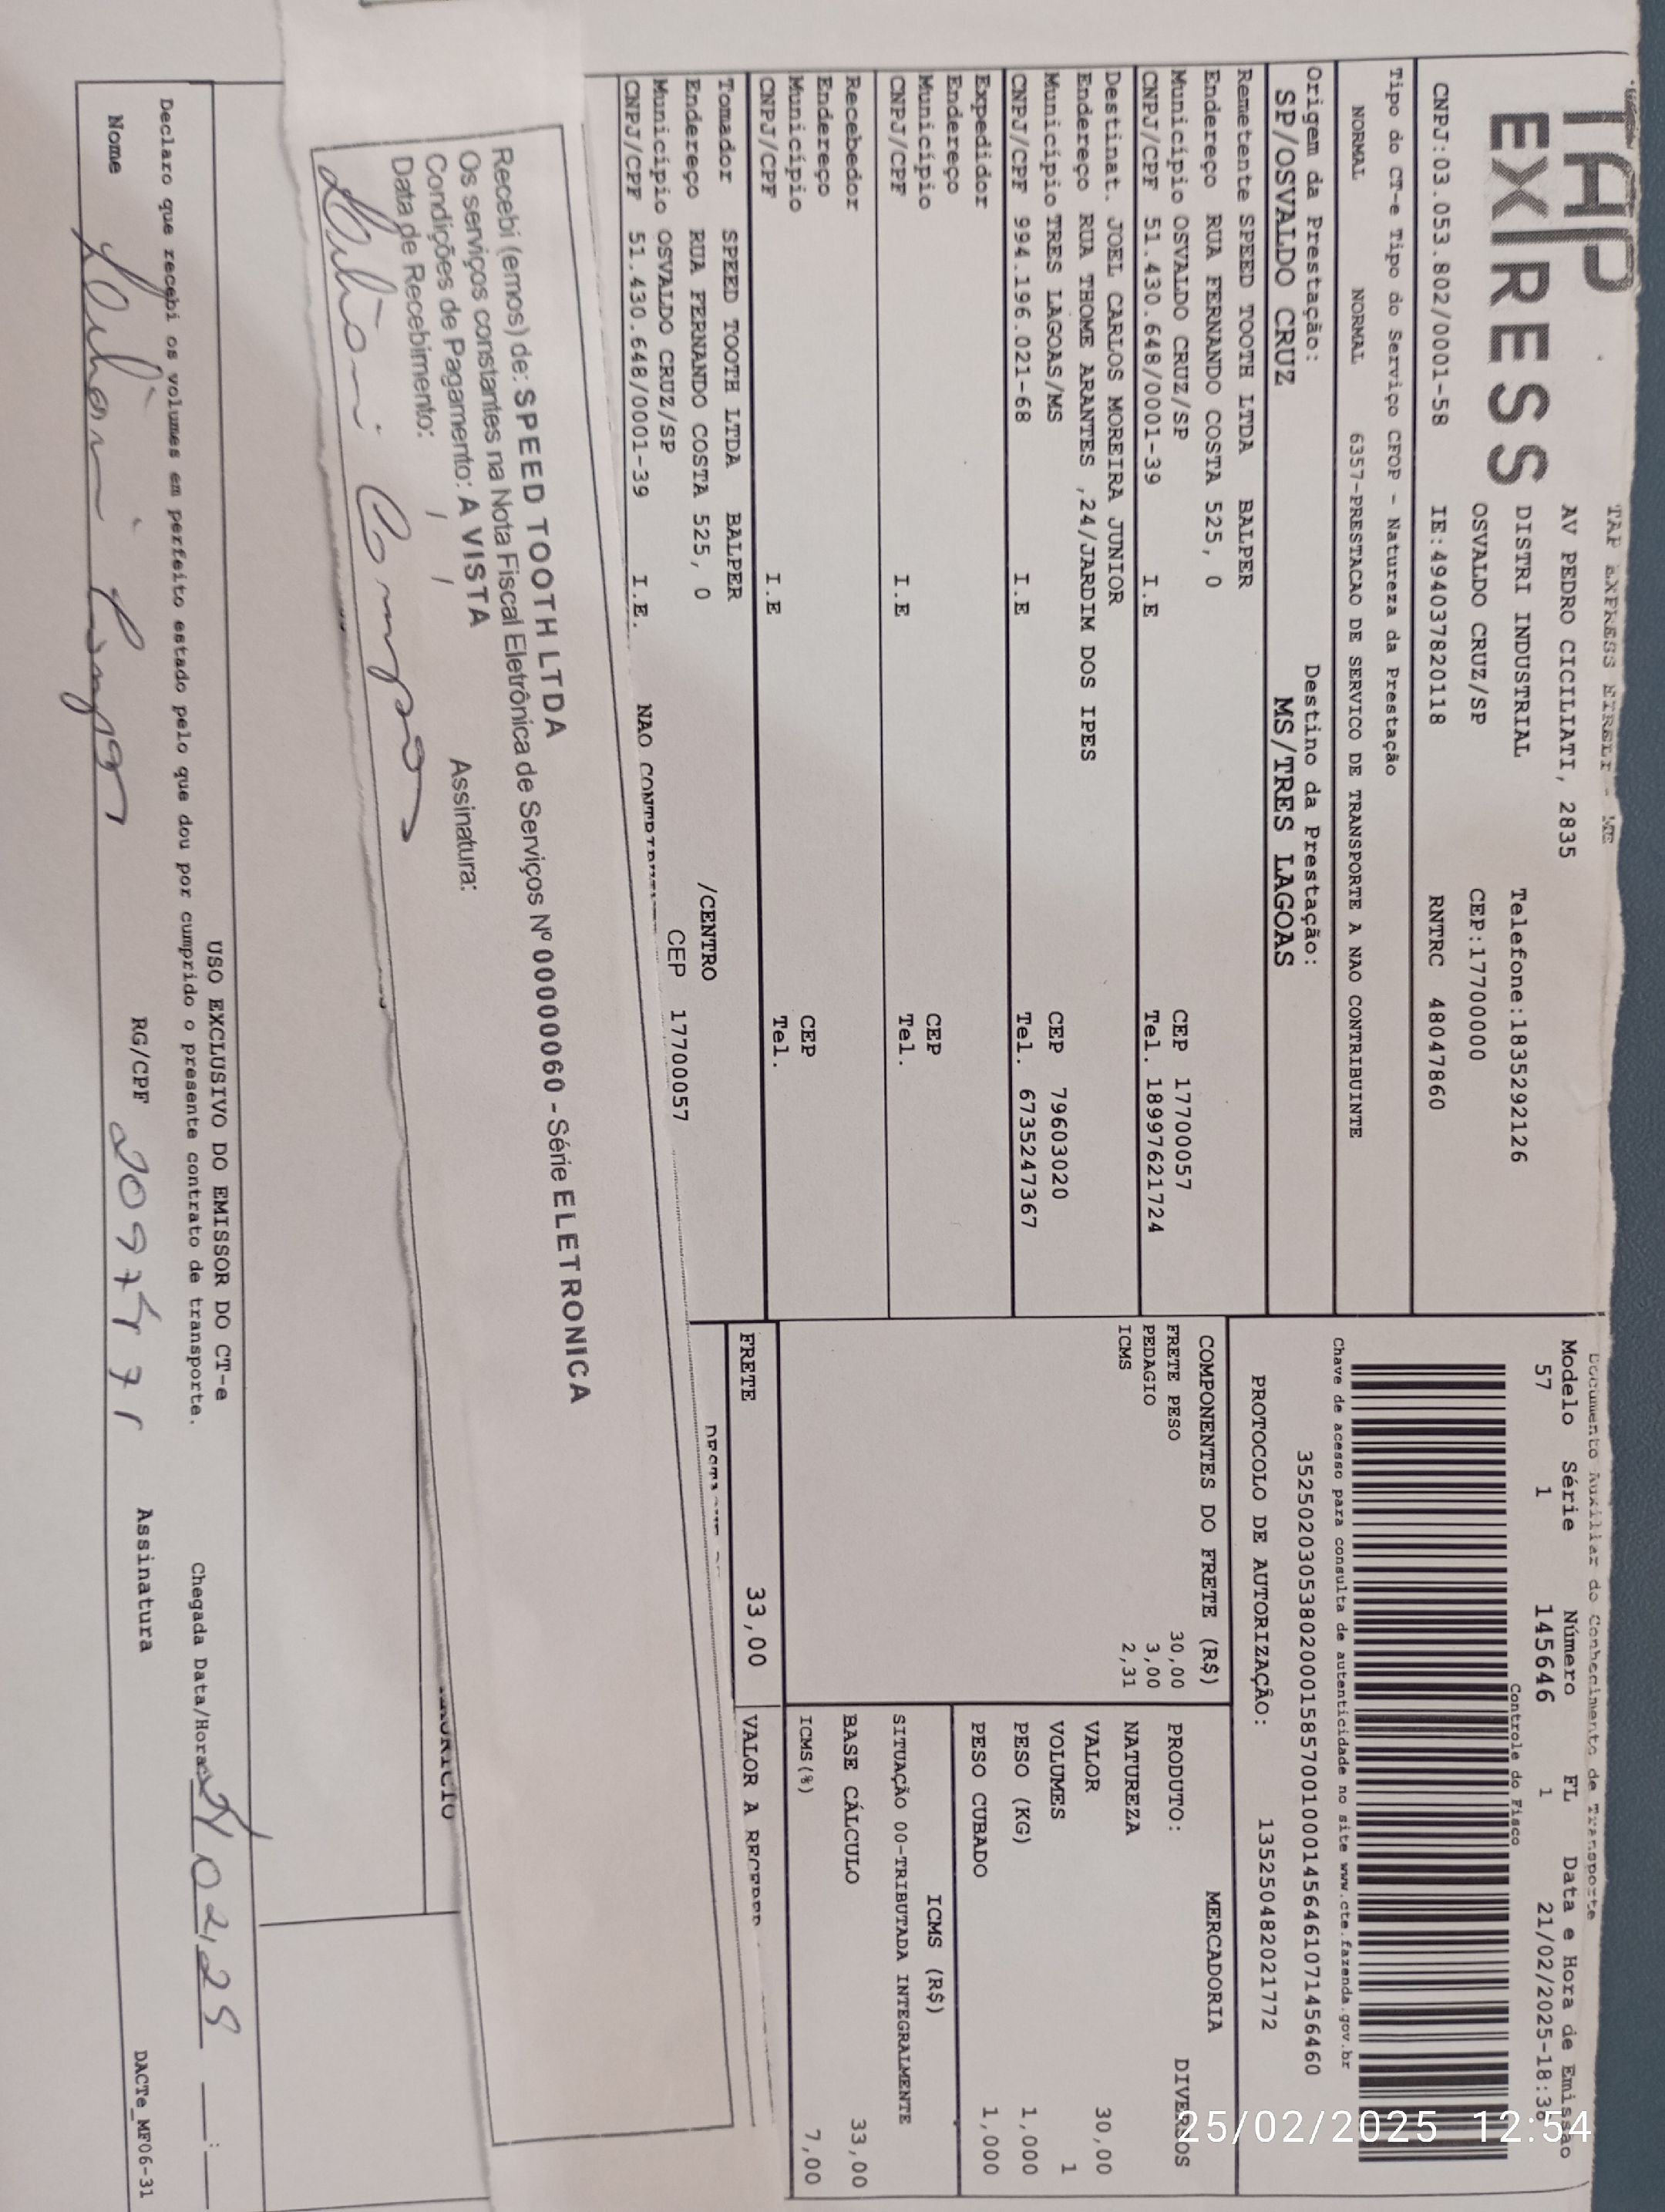 TAP
EXPRESS
TAP EXPRESS EIRELI - ME
AV PEDRO CICILIATI, 2835
DISTRI INDUSTRIAL Telefone:1835292126
OSVALDO CRUZ/SP CEP:17700000
CNPJ:03.053.802/0001-58 IE:494037820118 RNTRC 48047860
Documento Auxiliar do Conhecimento de Transporte
Modelo Série Número FL Data e Hora de Emissão
57 1 145646 1 21/02/2025-18:3
Controle do Fisco
Tipo do CT-e Tipo do Serviço CFOP - Natureza da Prestação
NORMAL NORMAL 6357-PRESTACAO DE SERVICO DE TRANSPORTE A NAO CONTRIBUINTE
Chave de acesso para consulta de autenticidade no site www.cte.fazenda.gov.br
35250203053802000158570010001456461071456460
Origem da Prestação: Destino da Prestação:
SP/OSVALDO CRUZ MS/TRES LAGOAS
PROTOCOLO DE AUTORIZAÇÃO: 135250482021772
Remetente SPEED TOOTH LTDA BALPER
Endereço RUA FERNANDO COSTA 525, 0
Município OSVALDO CRUZ/SP CEP 17700057
CNPJ/CPF 51.430.648/0001-39 I.E Tel. 18997621724
Destinat. JOEL CARLOS MOREIRA JUNIOR
Endereço RUA THOME ARANTES ,24/JARDIM DOS IPES
Município TRES LAGOAS/MS CEP 79603020
CNPJ/CPF 994.196.021-68 I.E Tel. 6735247367
Expedidor
Endereço
Município CEP
CNPJ/CPF I.E Tel.
Recebedor
Endereço
Município CEP
CNPJ/CPF I.E Tel.
Tomador SPEED TOOTH LTDA BALPER
Endereço RUA FERNANDO COSTA 525, 0 /CENTRO
Município OSVALDO CRUZ/SP CEP 17700057
CNPJ/CPF 51.430.648/0001-39 I.E. NAO
COMPONENTES DO FRETE (R$)
FRETE PESO 30,00
PEDAGIO 3,00
ICMS 2,31
MERCADORIA
PRODUTO: DIVERSOS
NATUREZA
VALOR 30,00
VOLUMES 1
PESO (KG) 1,000
PESO CUBADO 1,000
ICMS (R$)
SITUAÇÃO 00-TRIBUTADA INTEGRALMENTE
BASE CÁLCULO 33,00
ICMS(%) 7,00
FRETE 33,00
VALOR A RECEBER
Recebi (emos) de: SPEED TOOTH LTDA
Os serviços constantes na Nota Fiscal Eletrônica de Serviços Nº 000000060 - Série ELETRONICA
Condições de Pagamento: A VISTA
Data de Recebimento: / / Assinatura:
USO EXCLUSIVO DO EMISSOR DO CT-e
Declaro que recebi os volumes em perfeito estado pelo que dou por cumprido o presente contrato de transporte.
Chegada Data/Hora
Nome RG/CPF Assinatura
DACTe_MF06-31
25/02/2025 12:54